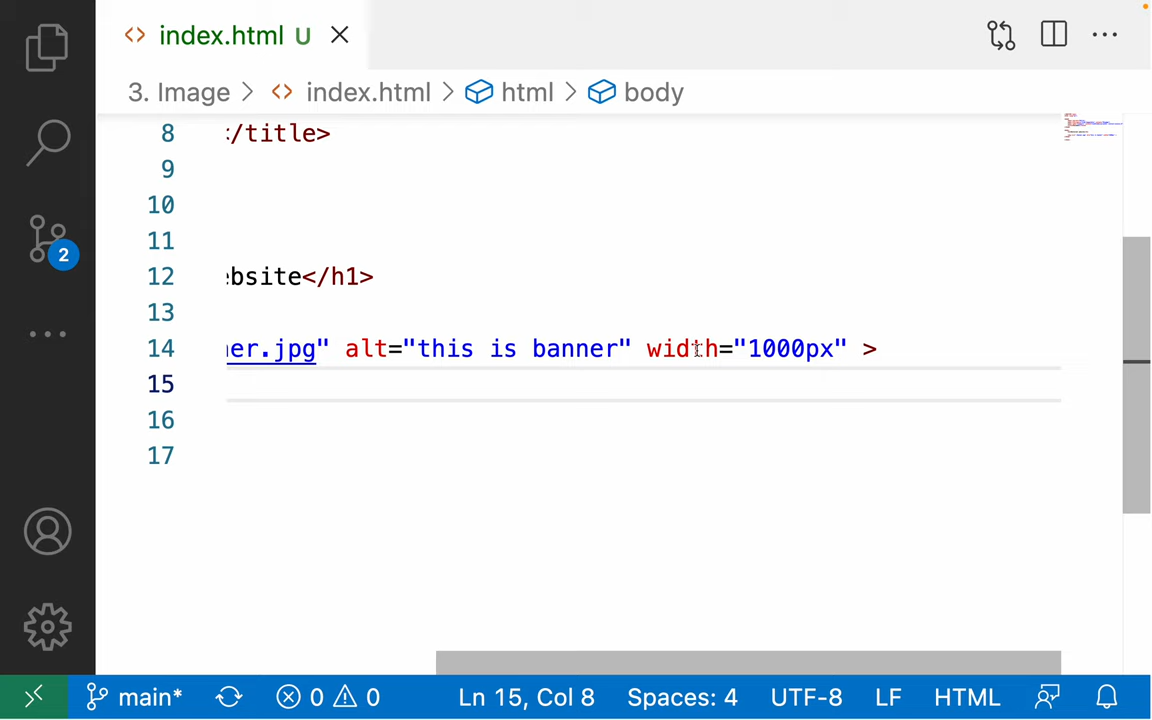 index.html U
3. Image > index.html > html > body
8 /title>
9
10
11
12 ebsite</h1>
13
14 er.jpg" alt="this is banner" width="1000px" >
15
16
17
2
main* 0 0 Ln 15, Col 8 Spaces: 4 UTF-8 LF HTML